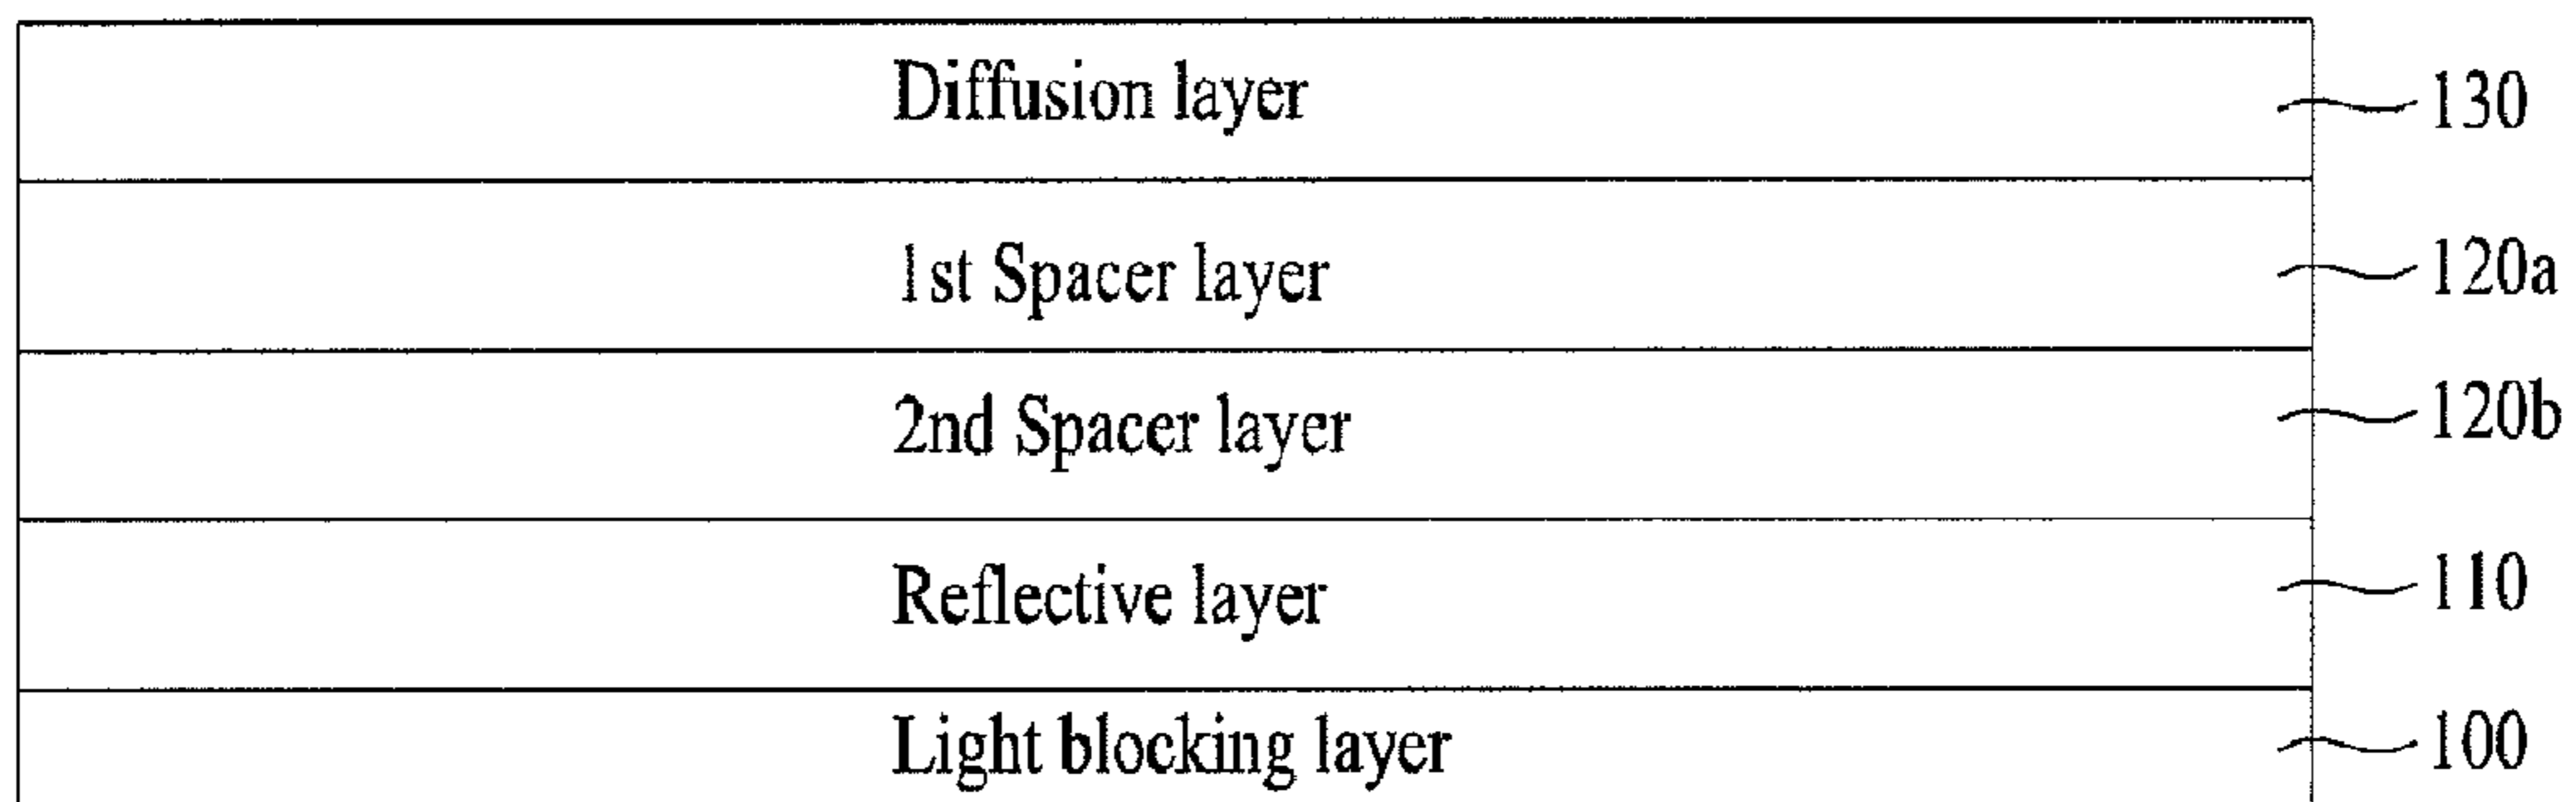 Diffusion layer 130
1st Spacer layer 120a
2nd Spacer layer 120b
Reflective layer 110
Light blocking layer 100